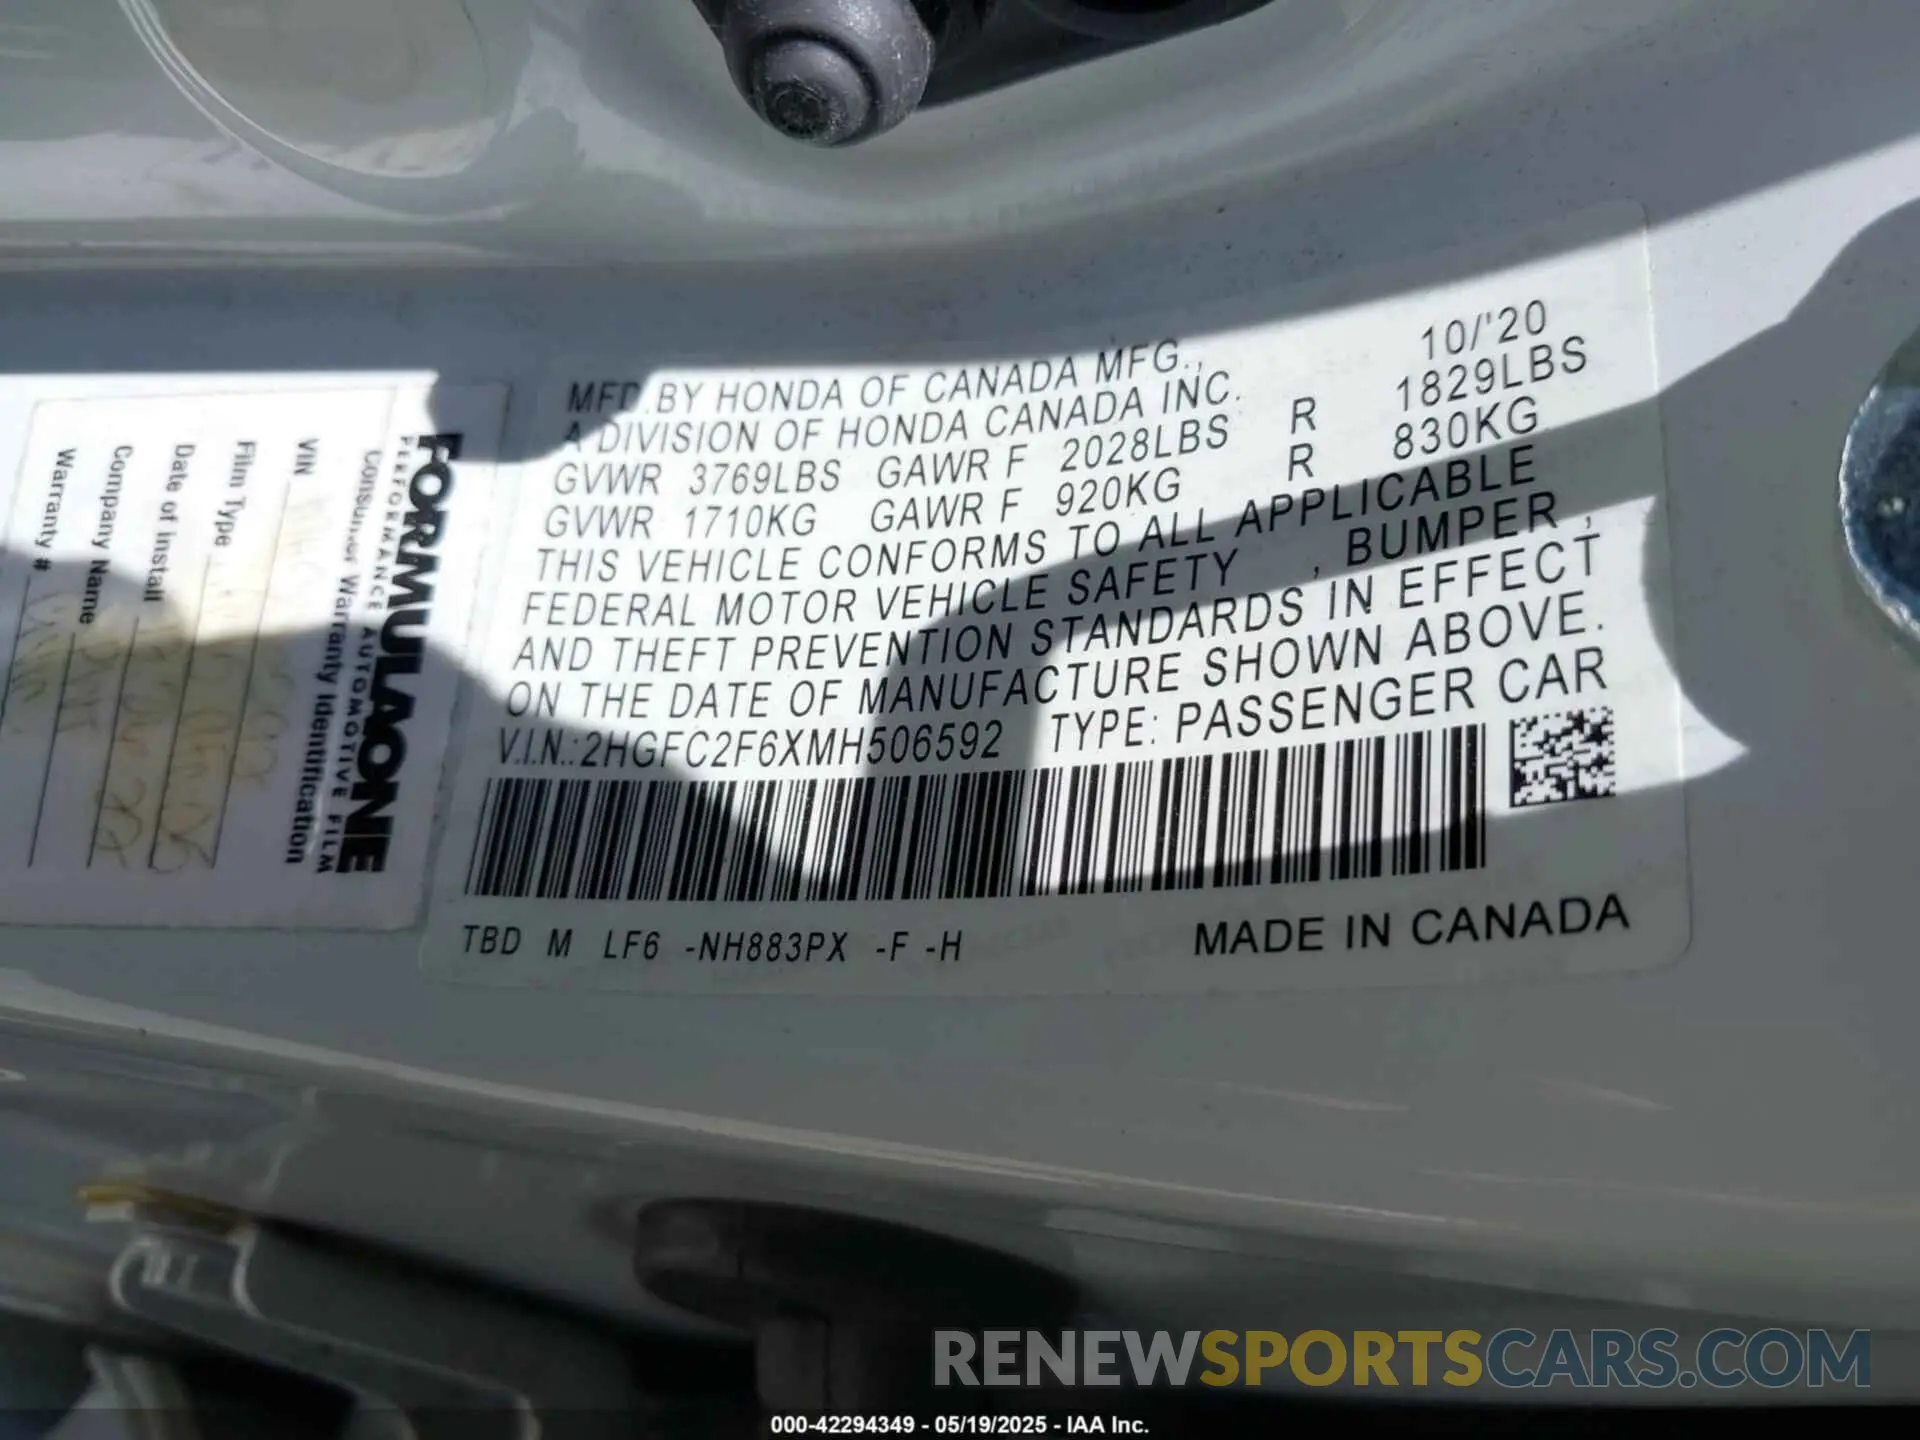 MFD.BY HONDA OF CANADA MFG., 10/'20
A DIVISION OF HONDA CANADA INC.
GVWR 3769LBS GAWR F 2028LBS R 1829LBS
GVWR 1710KG GAWR F 920KG R 830KG
THIS VEHICLE CONFORMS TO ALL APPLICABLE
FEDERAL MOTOR VEHICLE SAFETY , BUMPER ,
AND THEFT PREVENTION STANDARDS IN EFFECT
ON THE DATE OF MANUFACTURE SHOWN ABOVE.
V.I.N.:2HGFC2F6XMH506592 TYPE: PASSENGER CAR
TBD M LF6 -NH883PX -F -H MADE IN CANADA
FORMULAONE
PERFORMANCE AUTOMOTIVE FILM
Consumer Warranty Identification
VIN
Film Type
Date of Install
Company Name
Warranty #
RENEWSPORTSCARS.COM
000-42294349 - 05/19/2025 - IAA Inc.